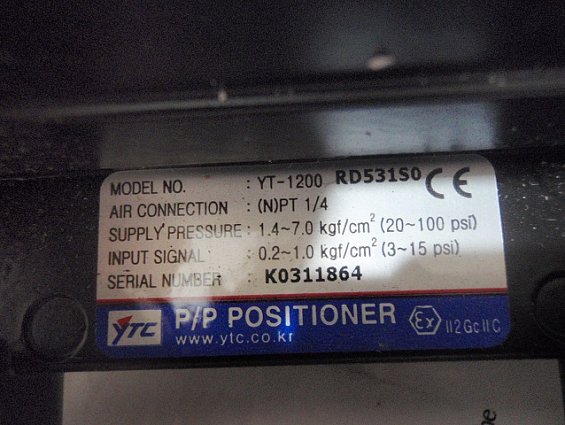 MODEL NO. : YT-1200 RD531S0 CE
AIR CONNECTION : (N)PT 1/4
SUPPLY PRESSURE : 1.4~7.0 kgf/cm² (20~100 psi)
INPUT SIGNAL : 0.2~1.0 kgf/cm² (3~15 psi)
SERIAL NUMBER : K0311864
YTC P/P POSITIONER Ex II2GcIIC
www.ytc.co.kr